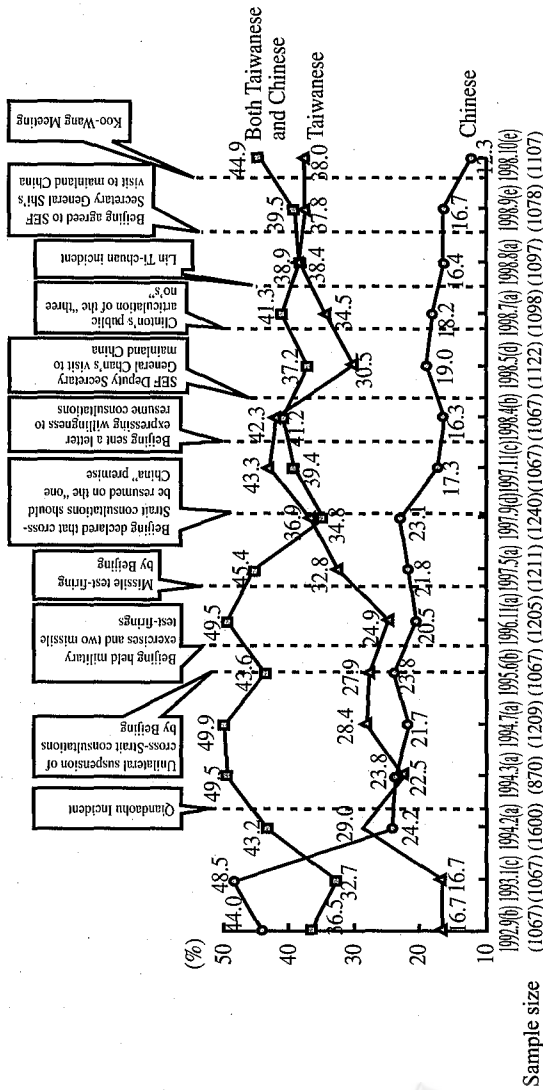 Koo-Wang Meeting
Beijing agreed to SEF
Secretary General Shi's
visit to mainland China
Lin Ti-chuan incident
Clinton's public
articulation of the "three
no's"
SEF Deputy Secretary
General Chan's visit to
mainland China
Beijing sent a letter
expressing willingness to
resume consultations
Beijing declared that cross-
Strait consultations should
be resumed on the "one
China" premise
Missile test-firing
by Beijing
Beijing held military
exercises and two missile
test-firings
Unilateral suspension of
cross-Strait consultations
by Beijing
Qiandaohu Incident
(%)
50
40
30
20
10
44.0
48.5
43.2
49.5
49.9
43.6
49.5
45.4
36.9
43.3
42.3
37.2
41.3
38.9
39.5
44.9
Both Taiwanese
and Chinese
36.5
32.7
29.0
23.8
28.4
27.9
24.9
32.8
34.8
39.4
41.2
30.5
34.5
38.4
37.8
38.0
Taiwanese
16.7
16.7
24.2
22.5
21.7
23.8
20.5
21.8
23.1
17.3
16.3
19.0
18.2
16.4
16.7
12.3
Chinese
1992.9(b) 1993.1(c) 1994.2(a) 1994.3(a) 1994.7(a) 1995.6(b) 1996.11(a) 1997.5(a) 1997.9(d) 1997.11(c) 1998.4(b) 1998.5(d) 1998.7(a) 1998.8(a) 1998.9(e) 1998.10(e)
Sample size (1067) (1067) (1600) (870) (1209) (1067) (1205) (1211) (1240) (1067) (1067) (1122) (1098) (1097) (1078) (1107)